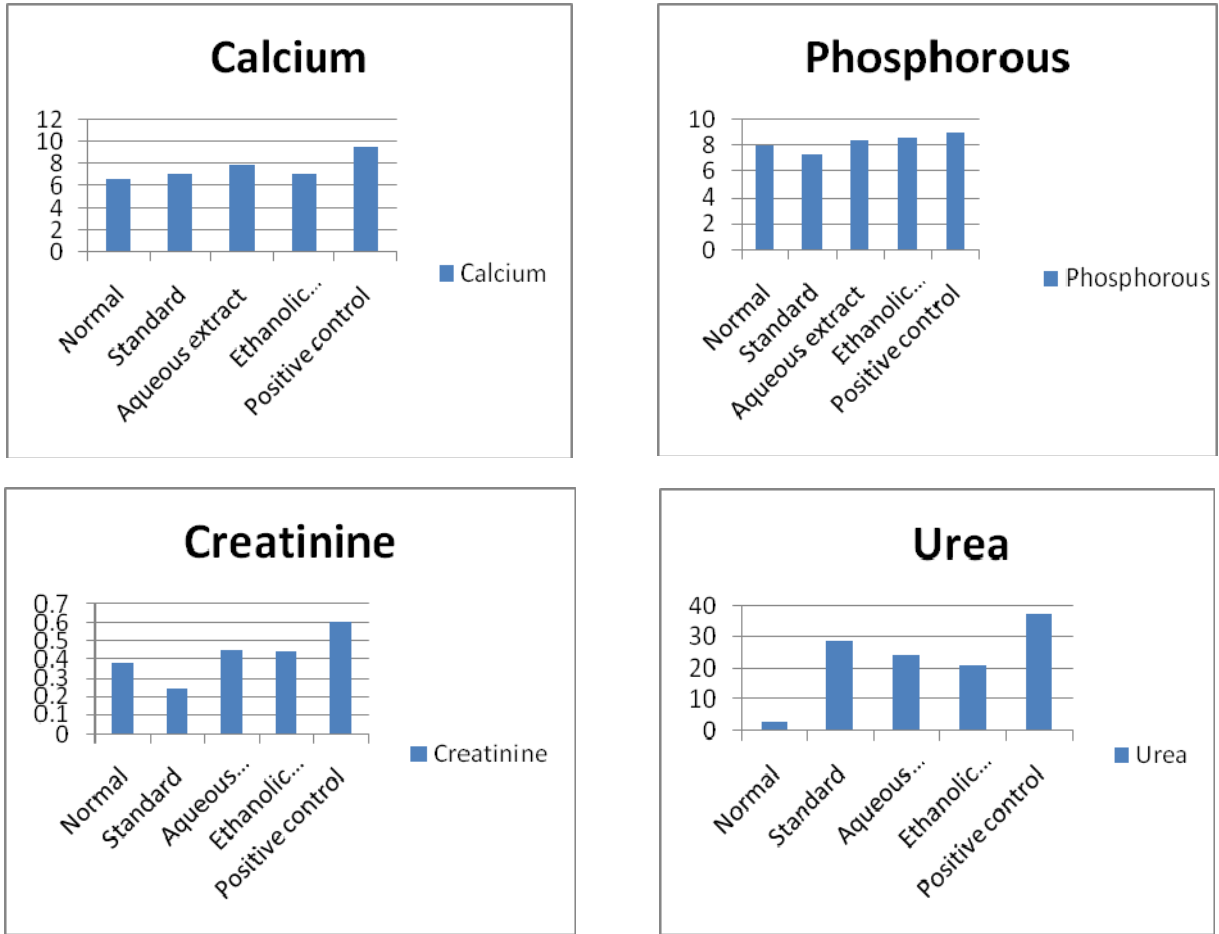 Calcium
12
10
8
6
4
2
0
Normal
Standard
Aqueous extract
Ethanolic...
Positive control
Calcium
Phosphorous
10
8
6
4
2
0
Normal
Standard
Aqueous extract
Ethanolic...
Positive control
Phosphorous
Creatinine
0.7
0.6
0.5
0.4
0.3
0.2
0.1
0
Normal
Standard
Aqueous...
Ethanolic...
Positive control
Creatinine
Urea
40
30
20
10
0
Normal
Standard
Aqueous...
Ethanolic...
Positive control
Urea